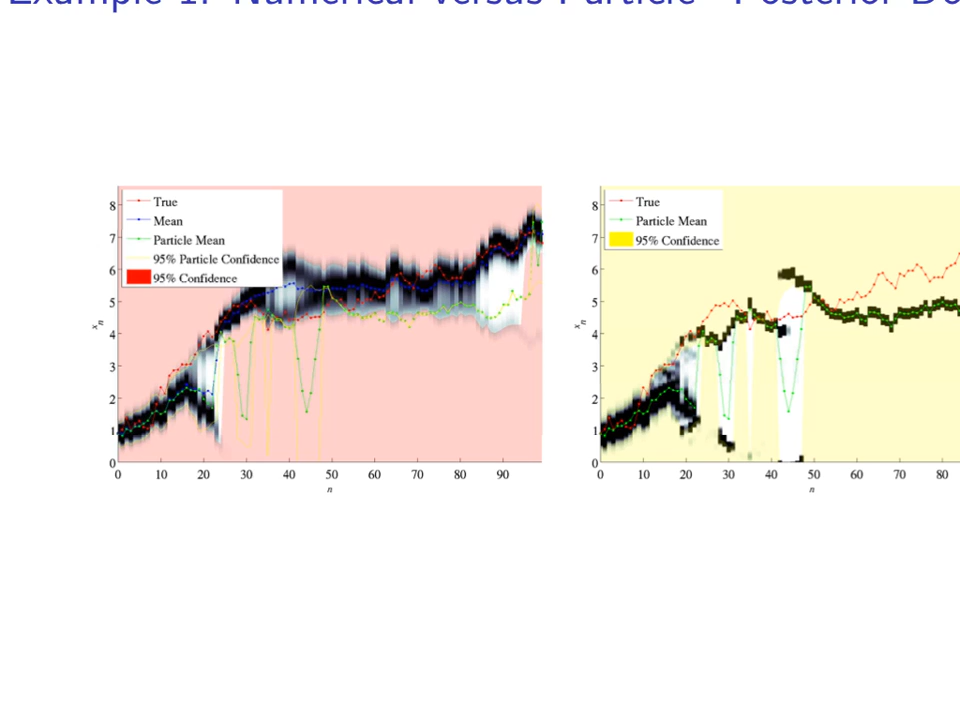 Example 1: Numerical versus Particle - Posterior Do
True
Mean
Particle Mean
95% Particle Confidence
95% Confidence
8
7
6
5
4
3
2
1
0
x_n
0 10 20 30 40 50 60 70 80 90
n
True
Particle Mean
95% Confidence
8
7
6
5
4
3
2
1
0
x_n
0 10 20 30 40 50 60 70 80
n